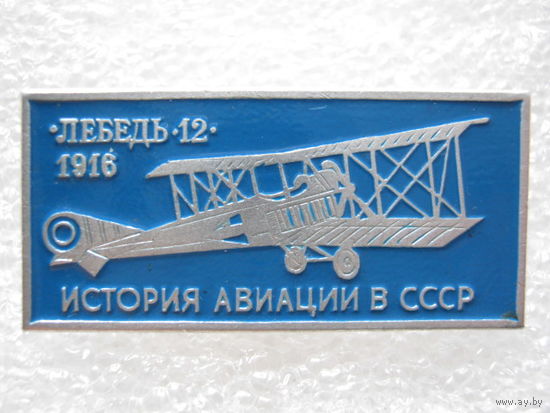 ·ЛЕБЕДЬ·12·
1916
ИСТОРИЯ АВИАЦИИ В СССР
© www.ay.by